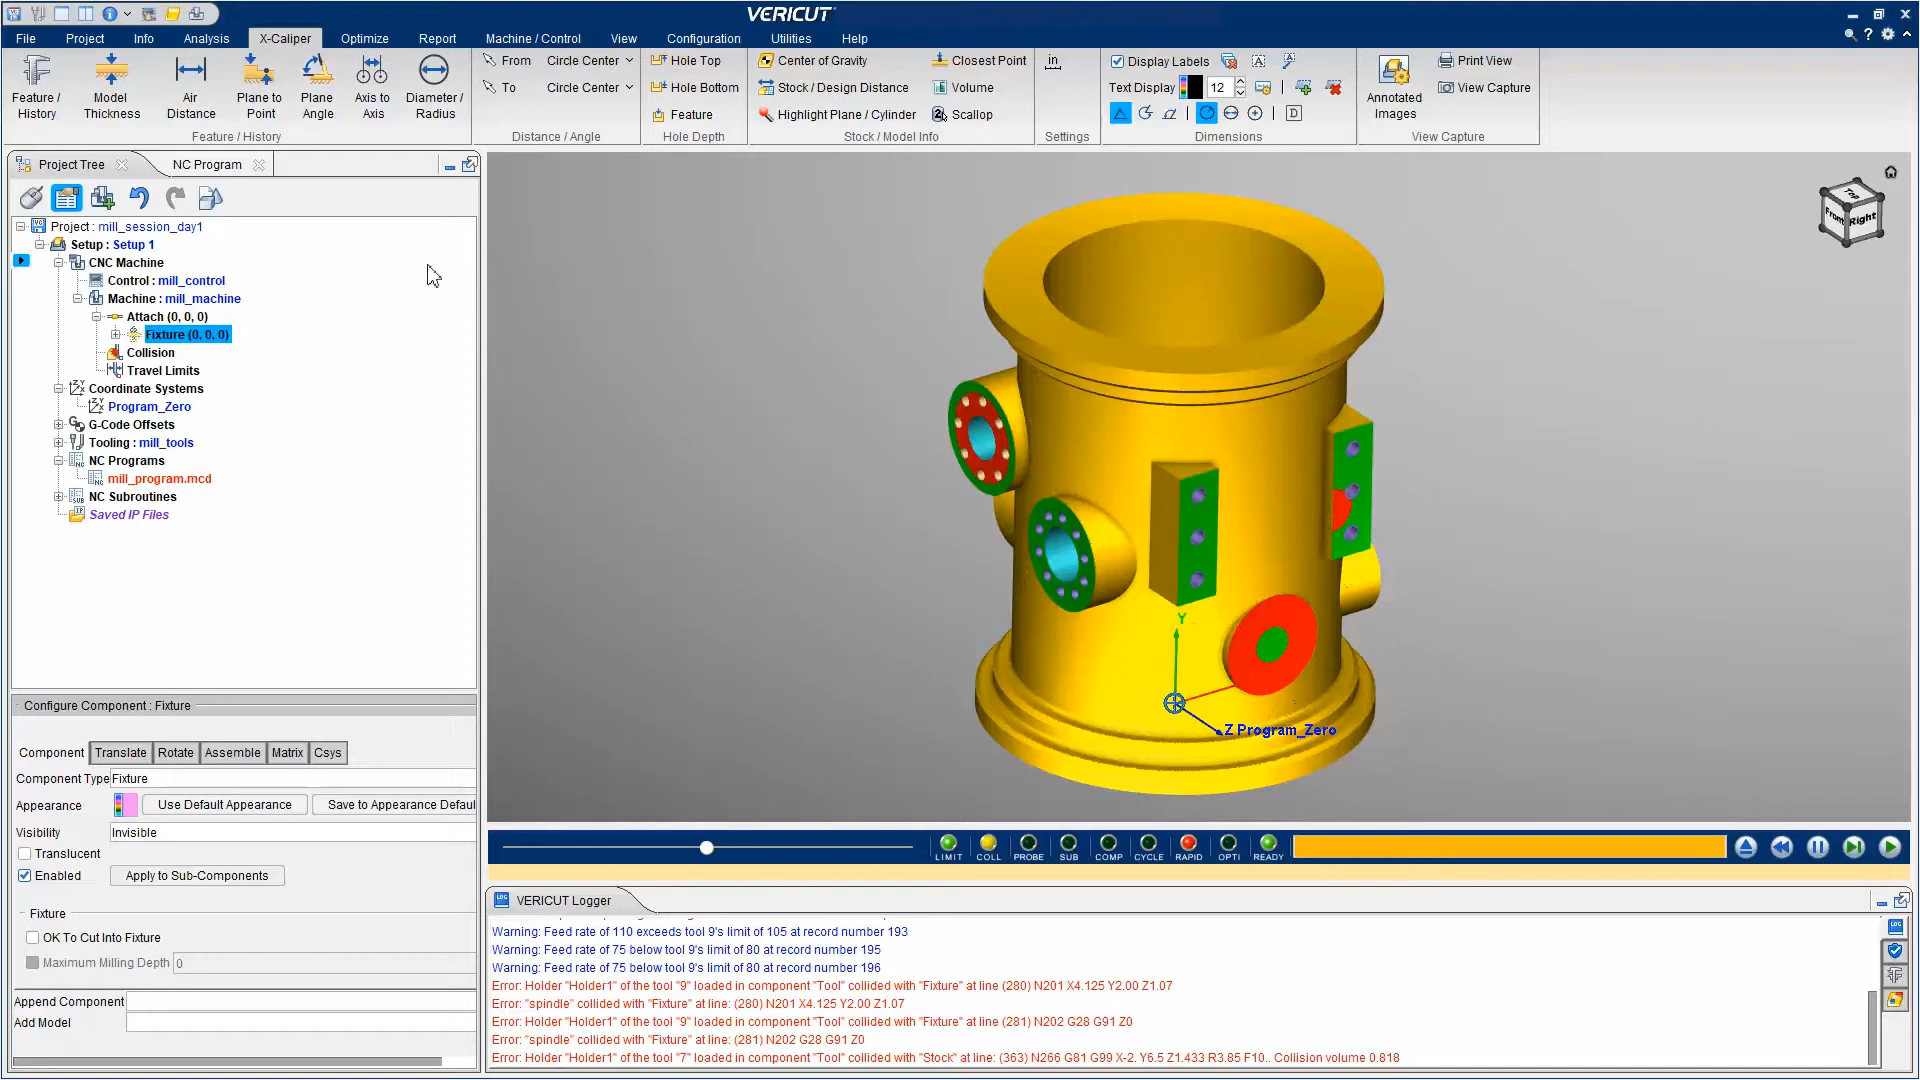 VERICUT
File Project Info Analysis X-Caliper Optimize Report Machine / Control View Configuration Utilities Help
Feature / History
Model Thickness
Air Distance
Plane to Point
Plane Angle
Axis to Axis
Diameter / Radius
Feature / History
From Circle Center
To Circle Center
Distance / Angle
Hole Top
Hole Bottom
Feature
Hole Depth
Center of Gravity
Stock / Design Distance
Highlight Plane / Cylinder
Closest Point
Volume
Scallop
Stock / Model Info
in
Settings
Display Labels
Text Display 12
Dimensions
Annotated Images
Print View
View Capture
View Capture
Project Tree
NC Program
Project : mill_session_day1
Setup : Setup 1
CNC Machine
Control : mill_control
Machine : mill_machine
Attach (0, 0, 0)
Fixture (0, 0, 0)
Collision
Travel Limits
Coordinate Systems
Program_Zero
G-Code Offsets
Tooling : mill_tools
NC Programs
mill_program.mcd
NC Subroutines
Saved IP Files
Configure Component : Fixture
Component Translate Rotate Assemble Matrix Csys
Component Type Fixture
Appearance Use Default Appearance Save to Appearance Defaul
Visibility Invisible
Translucent
Enabled Apply to Sub-Components
Fixture
OK To Cut Into Fixture
Maximum Milling Depth 0
Append Component
Add Model
Top
Front Right
Y
Z Program_Zero
LIMIT COLL PROBE SUB COMP CYCLE RAPID OPTI READY
VERICUT Logger
Warning: Feed rate of 110 exceeds tool 9's limit of 105 at record number 193
Warning: Feed rate of 75 below tool 9's limit of 80 at record number 195
Warning: Feed rate of 75 below tool 9's limit of 80 at record number 196
Error: Holder "Holder1" of the tool "9" loaded in component "Tool" collided with "Fixture" at line (280) N201 X4.125 Y2.00 Z1.07
Error: "spindle" collided with "Fixture" at line: (280) N201 X4.125 Y2.00 Z1.07
Error: Holder "Holder1" of the tool "9" loaded in component "Tool" collided with "Fixture" at line (281) N202 G28 G91 Z0
Error: "spindle" collided with "Fixture" at line: (281) N202 G28 G91 Z0
Error: Holder "Holder1" of the tool "7" loaded in component "Tool" collided with "Stock" at line: (363) N266 G81 G99 X-2. Y6.5 Z1.433 R3.85 F10.. Collision volume 0.818